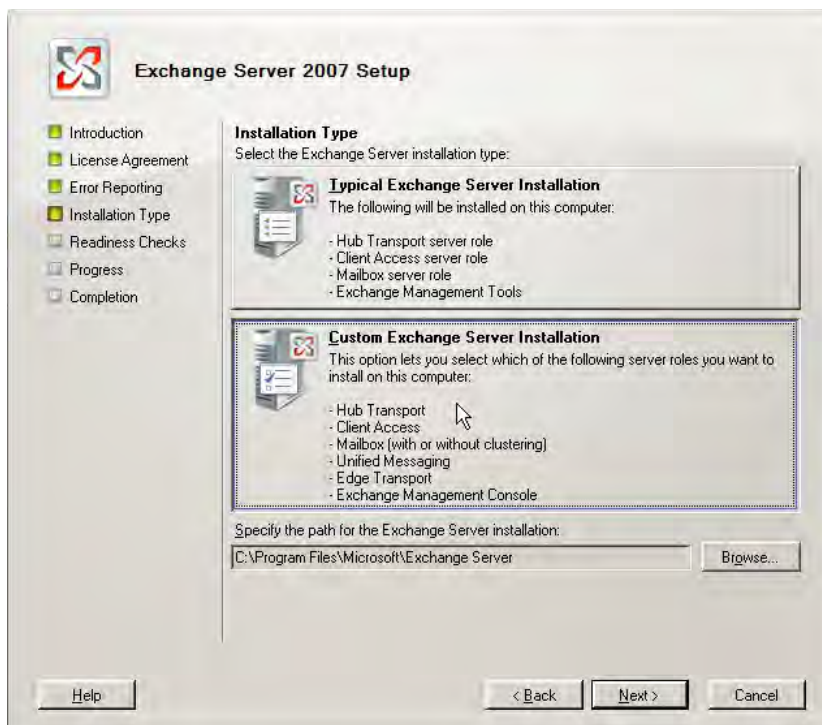 Exchange Server 2007 Setup
Introduction
License Agreement
Error Reporting
Installation Type
Readiness Checks
Progress
Completion
Installation Type
Select the Exchange Server installation type:
Typical Exchange Server Installation
The following will be installed on this computer:
- Hub Transport server role
- Client Access server role
- Mailbox server role
- Exchange Management Tools
Custom Exchange Server Installation
This option lets you select which of the following server roles you want to
install on this computer:
- Hub Transport
- Client Access
- Mailbox (with or without clustering)
- Unified Messaging
- Edge Transport
- Exchange Management Console
Specify the path for the Exchange Server installation:
C:\Program Files\Microsoft\Exchange Server
Browse...
Help
< Back
Next >
Cancel